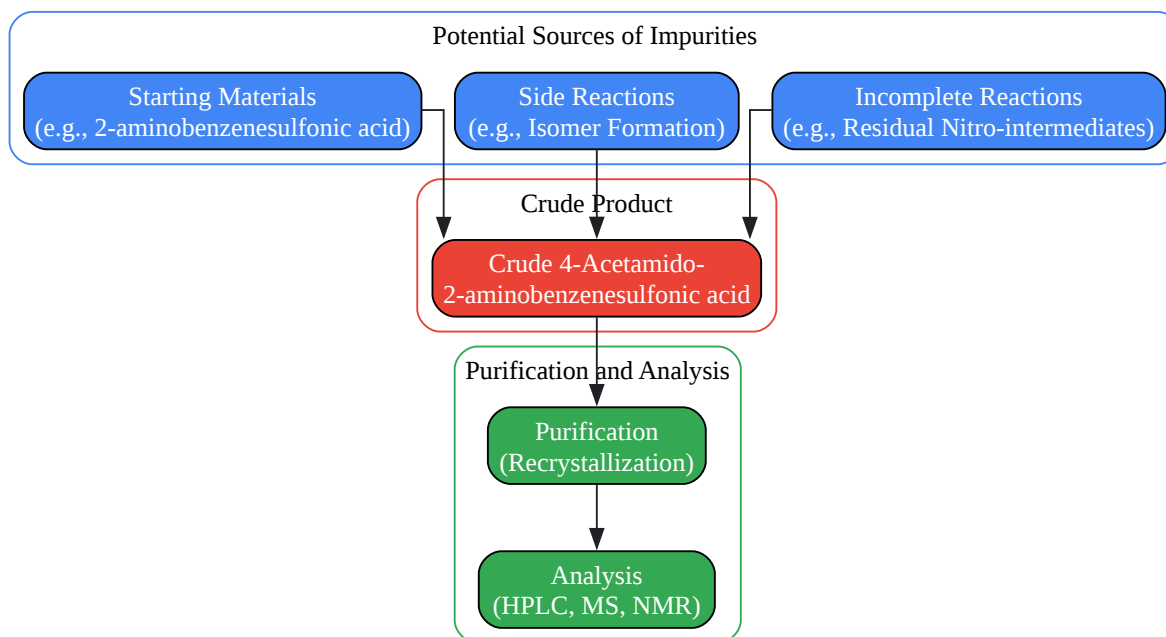 Potential Sources of Impurities
Starting Materials
(e.g., 2-aminobenzenesulfonic acid)
Side Reactions
(e.g., Isomer Formation)
Incomplete Reactions
(e.g., Residual Nitro-intermediates)
Crude Product
Crude 4-Acetamido-
2-aminobenzenesulfonic acid
Purification and Analysis
Purification
(Recrystallization)
Analysis
(HPLC, MS, NMR)